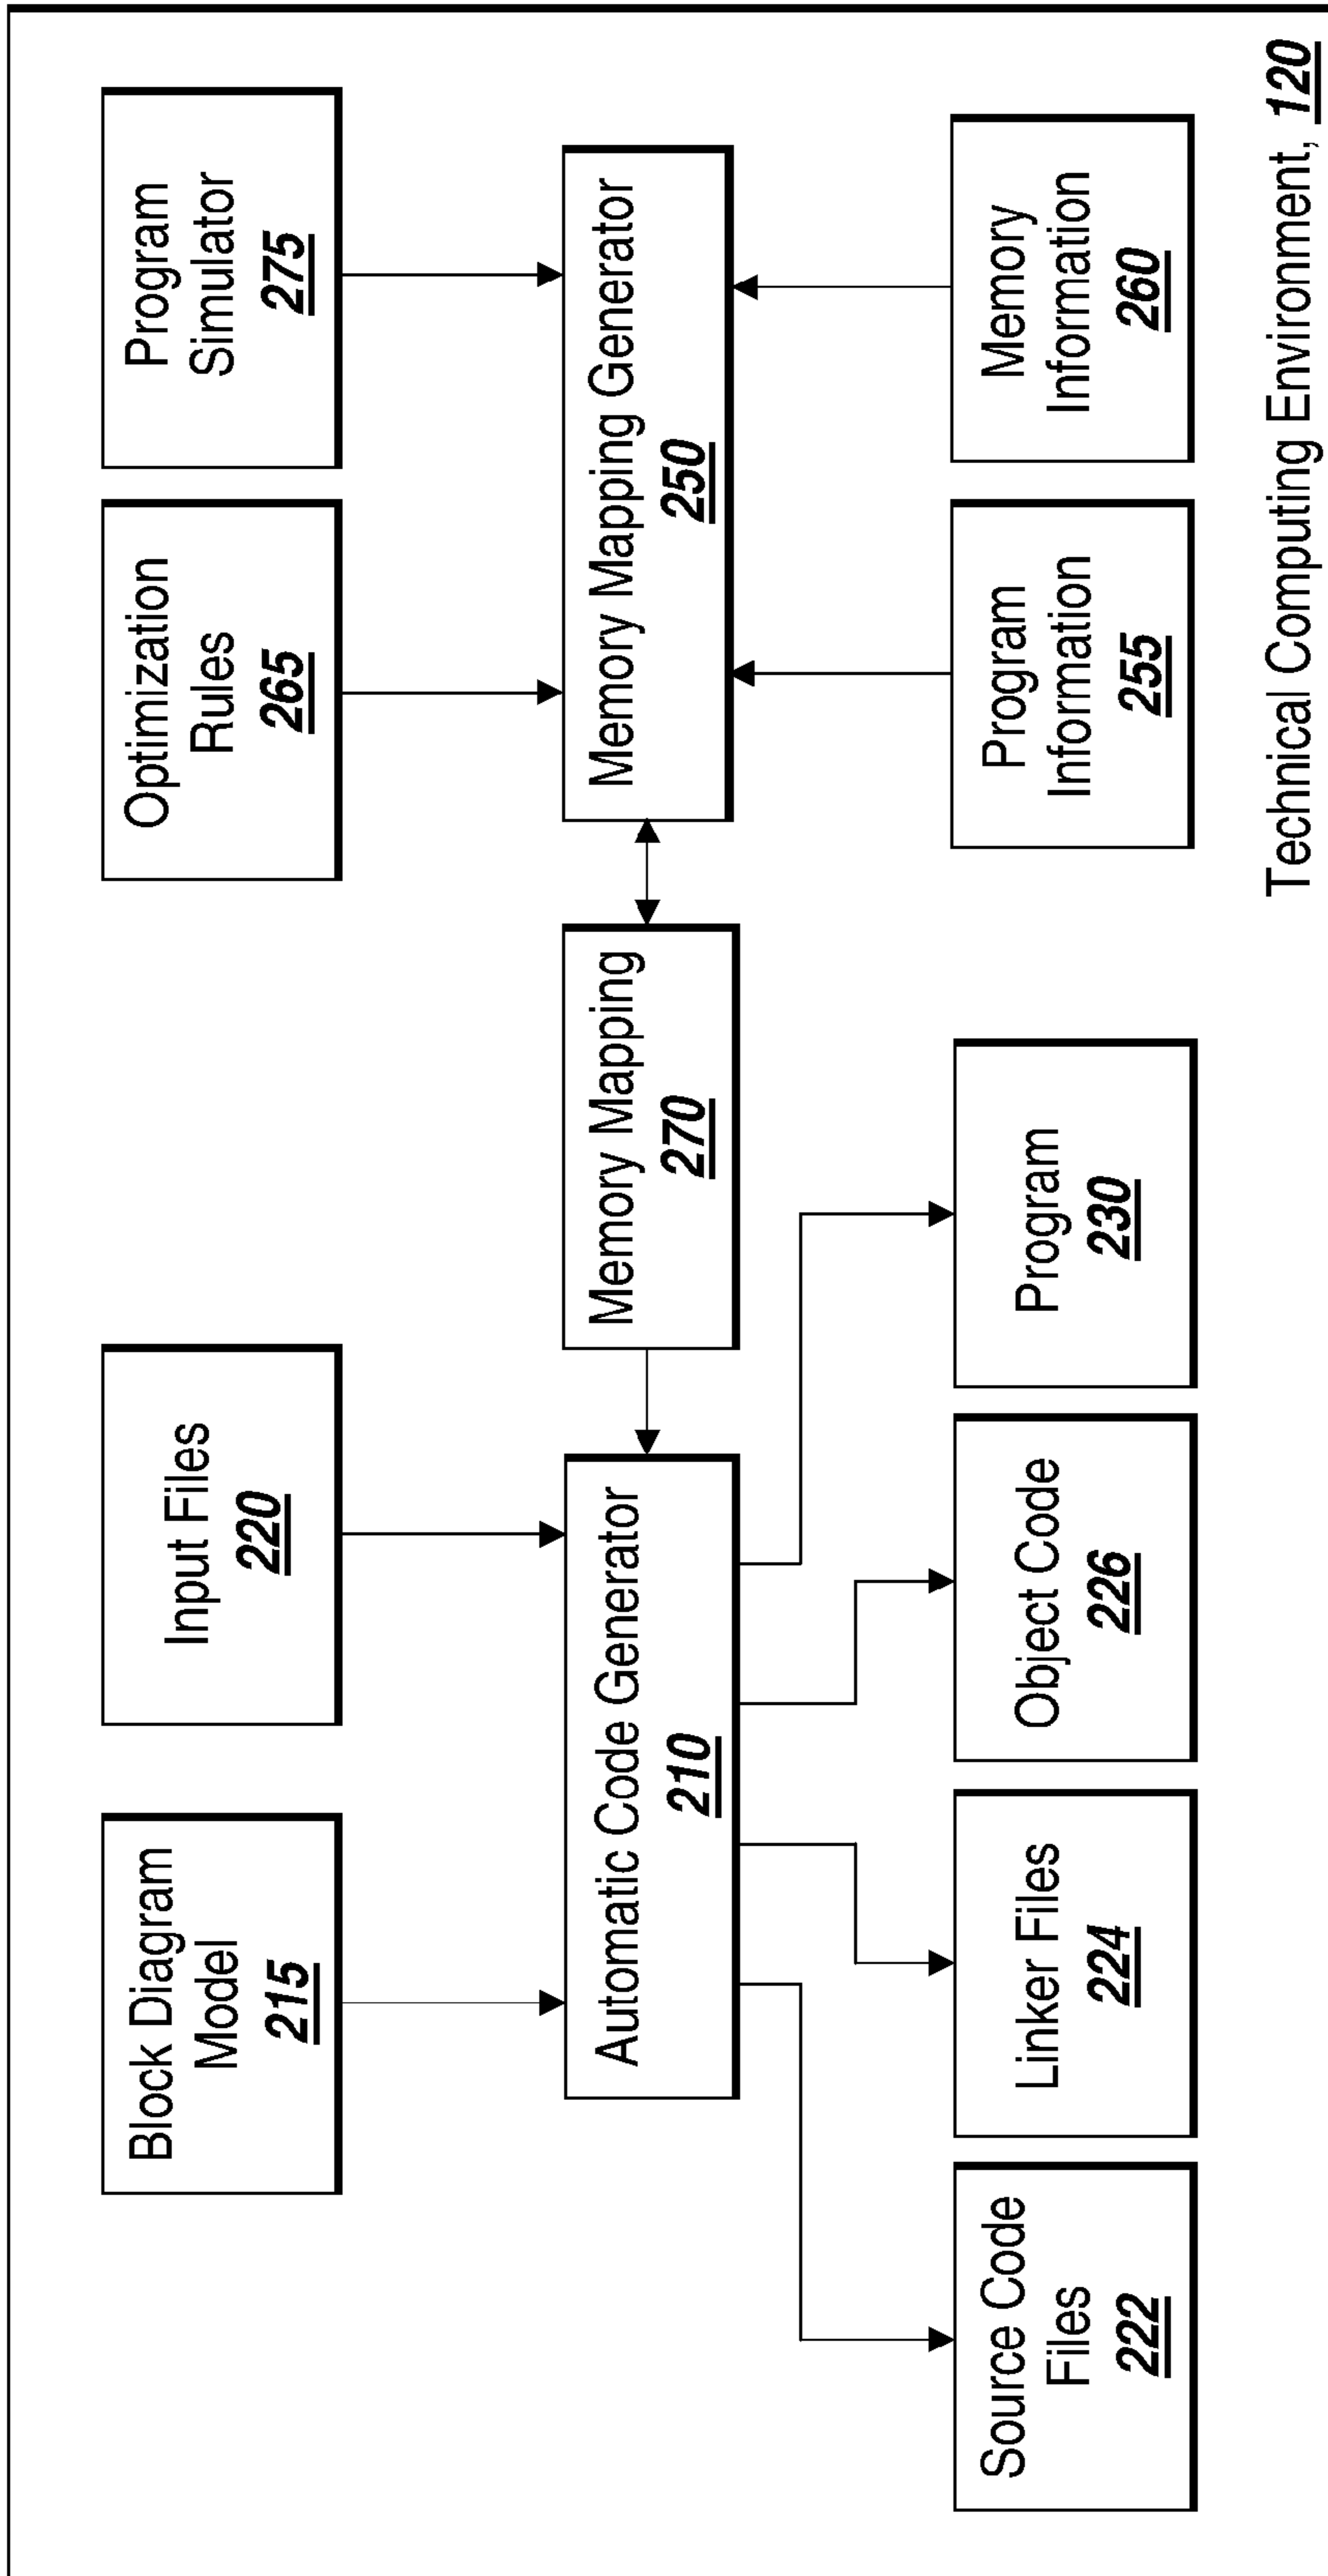 Block Diagram
Model
215
Input Files
220
Optimization
Rules
265
Program
Simulator
275
Automatic Code Generator
210
Memory Mapping
270
Memory Mapping Generator
250
Source Code
Files
222
Linker Files
224
Object Code
226
Program
230
Program
Information
255
Memory
Information
260
Technical Computing Environment, 120